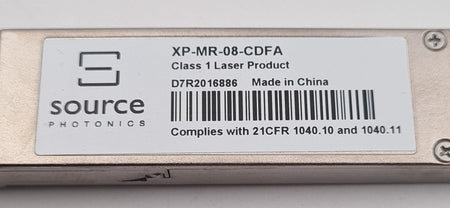 XP-MR-08-CDFA
Class 1 Laser Product
D7R2016886 Made in China
source
PHOTONICS
Complies with 21CFR 1040.10 and 1040.11